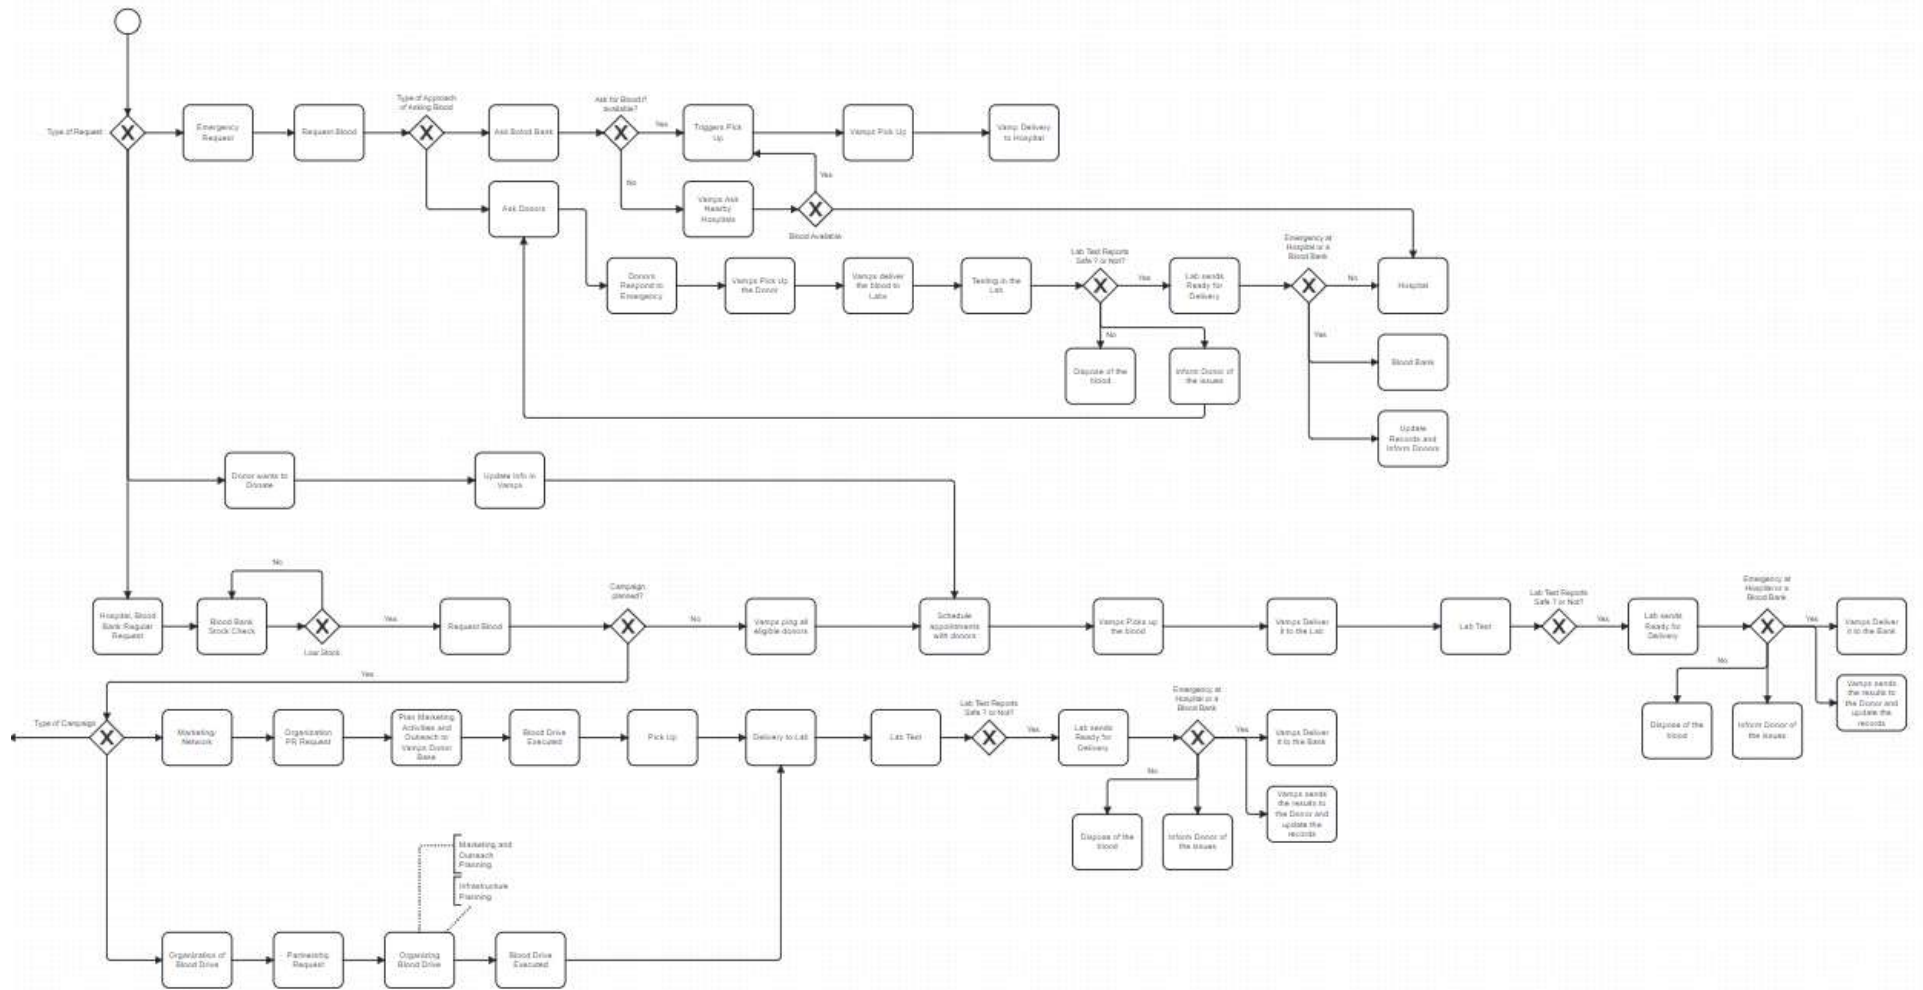 Type of Approach
of Asking Blood
Ask for Blood if
available?
Type of Request
Emergency
Request
Request Blood
Ask Blood Bank
Yes
Triggers Pick
Up
Vamps Pick Up
Vamp Delivery
to Hospital
No
Yes
Ask Donors
Vamps Ask
Nearby
Hospitals
Blood Available
Lab Test Reports
Safe ? or Not?
Emergency at
Hospital or a
Blood Bank
Donors
Respond to
Emergency
Vamps Pick Up
the Donor
Vamps deliver
the blood to
Labs
Testing in the
Lab
Yes
Lab sends
Ready for
Delivery
No
Hospital
No
Yes
Dispose of the
blood
Inform Donor of
the issues
Blood Bank
Update
Records and
Inform Donors
Donor wants to
Donate
Update Info in
Vamps
No
Campaign
planned?
Hospital, Blood
Bank Regular
Request
Blood Bank
Stock Check
Low Stock
Yes
Request Blood
No
Vamps ping all
eligible donors
Schedule
appointments
with donors
Vamps Picks up
the blood
Vamps Deliver
it to the Lab
Lab Test
Lab Test Reports
Safe ? or Not?
Yes
Lab sends
Ready for
Delivery
Emergency at
Hospital or a
Blood Bank
Yes
Vamps Deliver
it to the Bank
No
Dispose of the
blood
Inform Donor of
the issues
Vamps sends
the results to
the Donor and
update the
records
Yes
Type of Campaign
Marketing/
Network
Organization
PR Request
Plan Marketing
Activities and
Outreach to
Vamps Donor
Base
Blood Drive
Executed
Pick Up
Delivery to Lab
Lab Test
Lab Test Reports
Safe ? or Not?
Yes
Lab sends
Ready for
Delivery
Emergency at
Hospital or a
Blood Bank
Yes
Vamps Deliver
it to the Bank
No
Dispose of the
blood
Inform Donor of
the issues
Vamps sends
the results to
the Donor and
update the
records
Marketing and
Outreach
Planning
Infrastructure
Planning
Organization of
Blood Drive
Partnership
Request
Organizing
Blood Drive
Blood Drive
Executed